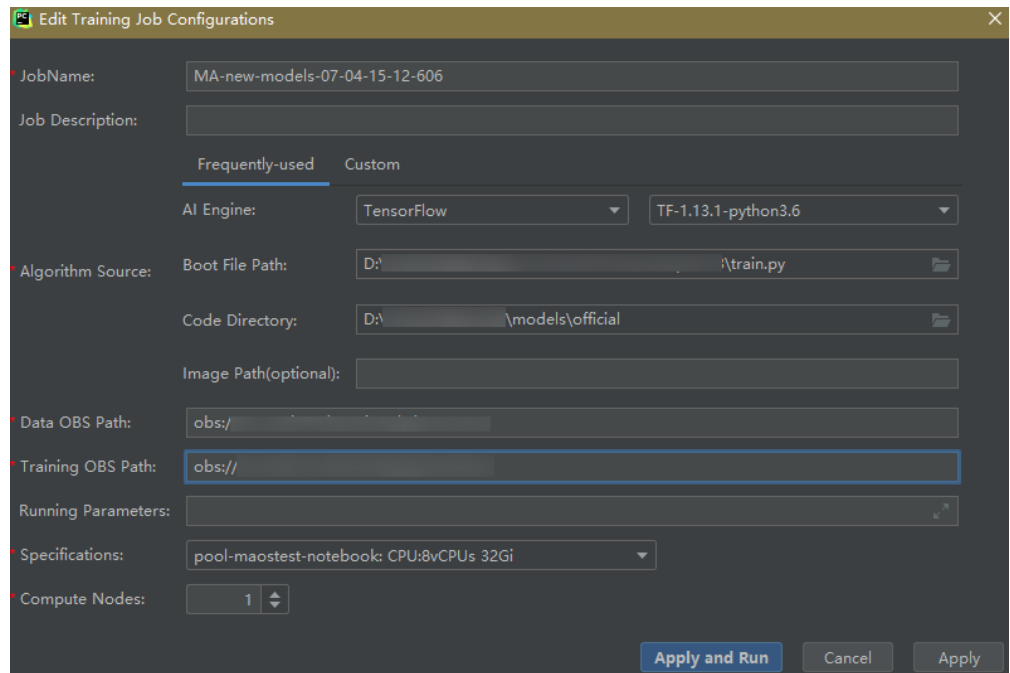 PC Edit Training Job Configurations
* JobName: MA-new-models-07-04-15-12-606
Job Description:
Frequently-used Custom
AI Engine: TensorFlow TF-1.13.1-python3.6
* Algorithm Source:
Boot File Path: D:\ \train.py
Code Directory: D:\ \models\official
Image Path(optional):
* Data OBS Path: obs:/
* Training OBS Path: obs://
Running Parameters:
* Specifications: pool-maostest-notebook: CPU:8vCPUs 32Gi
* Compute Nodes: 1
Apply and Run Cancel Apply